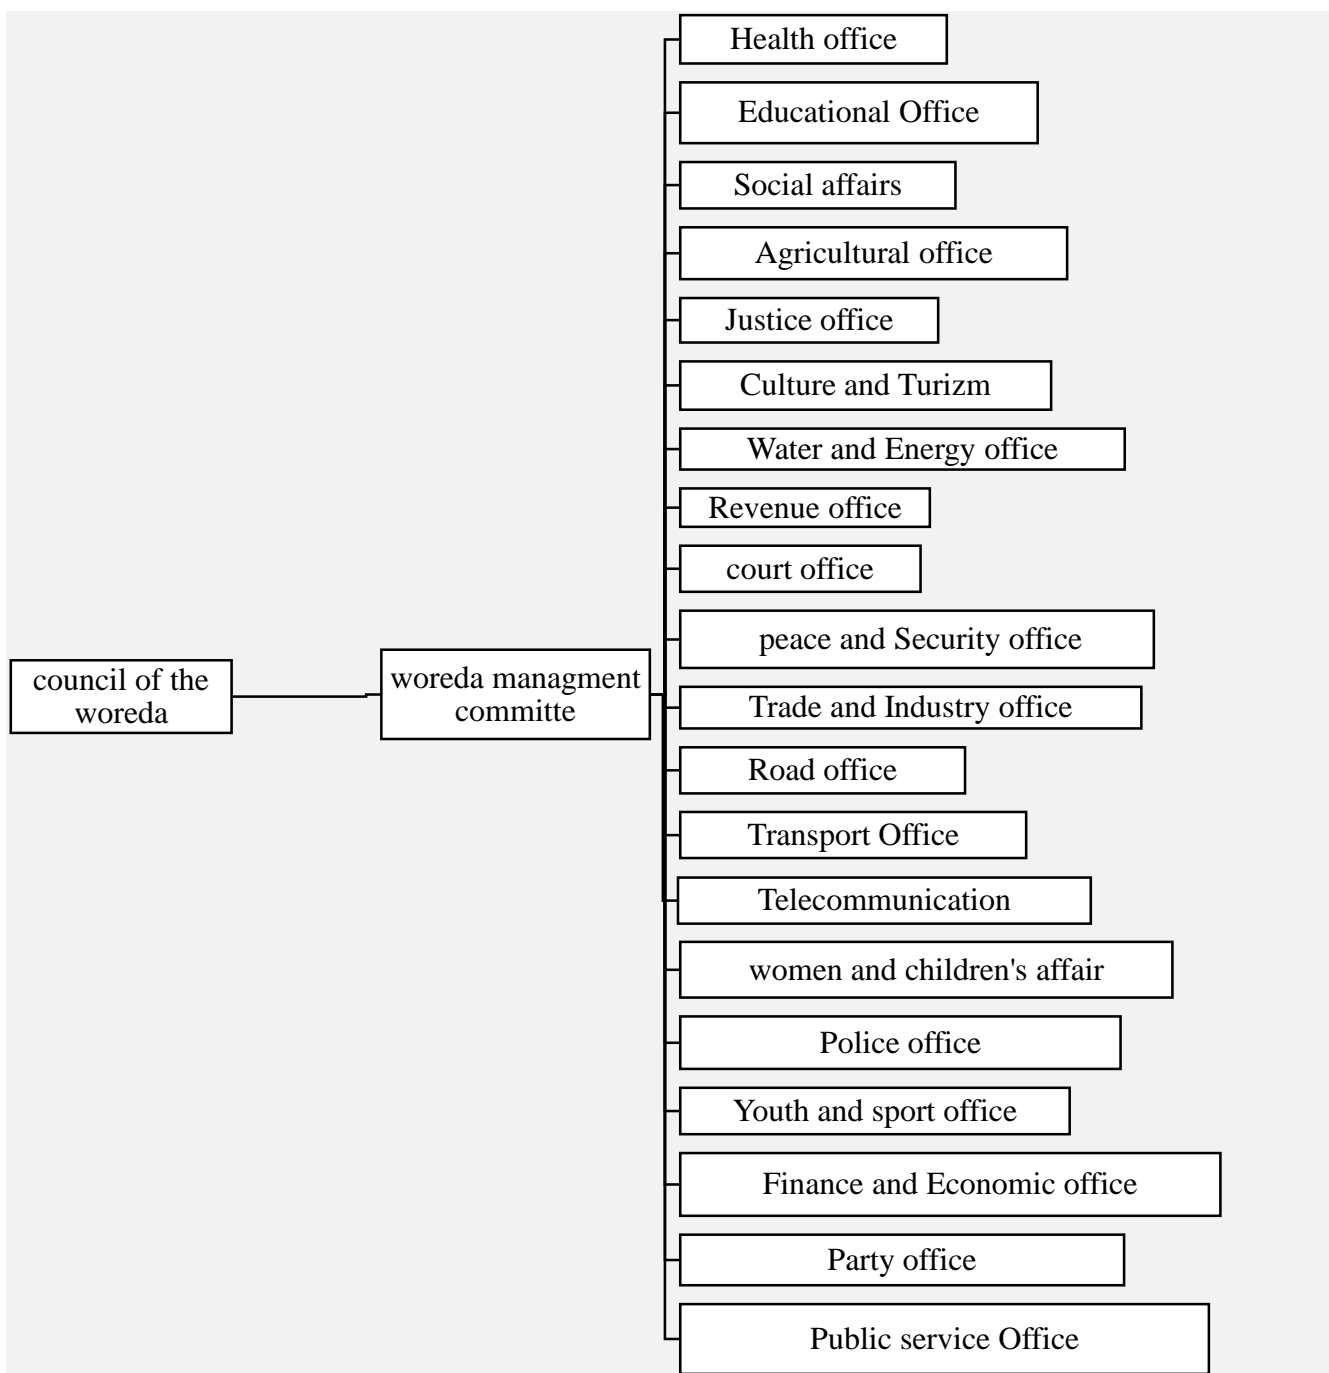 Health office
Educational Office
Social affairs
Agricultural office
Justice office
Culture and Turizm
Water and Energy office
Revenue office
court office
peace and Security office
council of the
woreda
woreda managment
committe
Trade and Industry office
Road office
Transport Office
Telecommunication
women and children's affair
Police office
Youth and sport office
Finance and Economic office
Party office
Public service Office